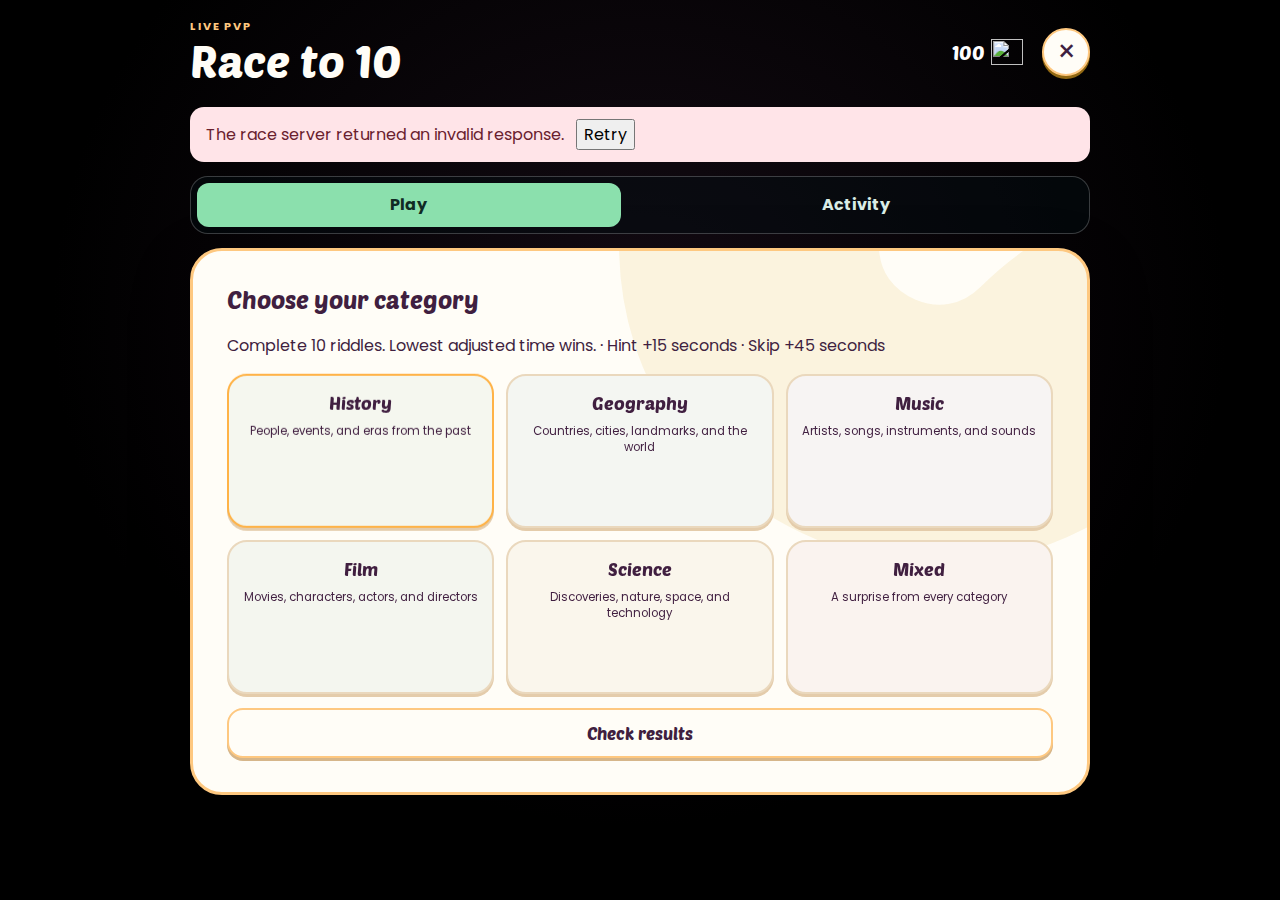 LIVE PVP
Race to 10
100
×
The race server returned an invalid response.
Retry
Play
Activity
Choose your category
Complete 10 riddles. Lowest adjusted time wins. · Hint +15 seconds · Skip +45 seconds
History
People, events, and eras from the past
Geography
Countries, cities, landmarks, and the
world
Music
Artists, songs, instruments, and sounds
Film
Movies, characters, actors, and directors
Science
Discoveries, nature, space, and
technology
Mixed
A surprise from every category
Check results